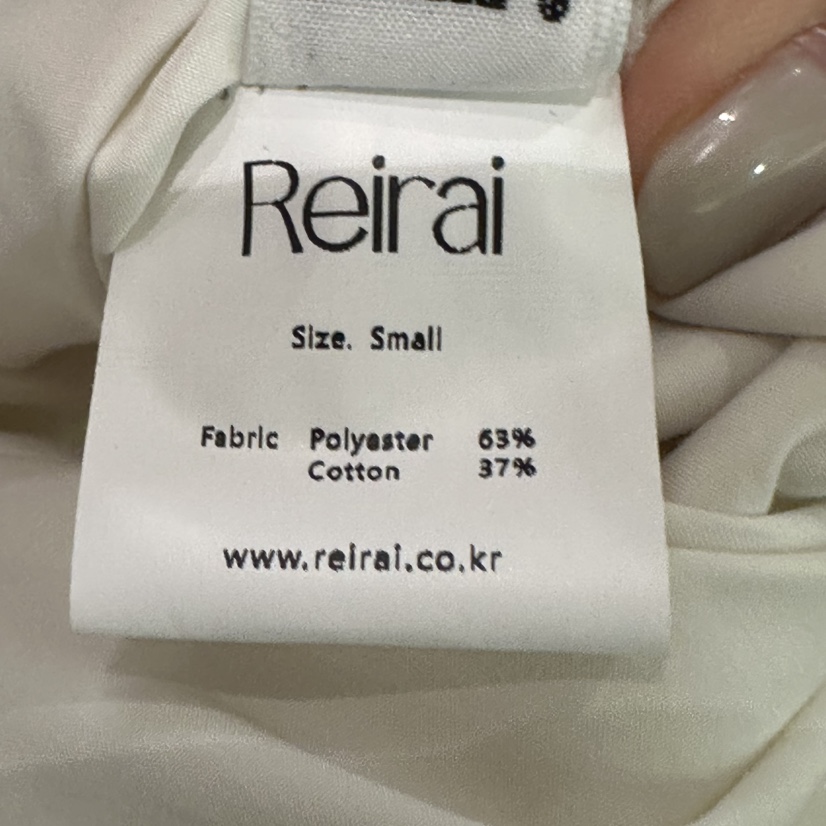 Reirai
Size. Small
Fabric Polyester 63%
Cotton 37%
www.reirai.co.kr